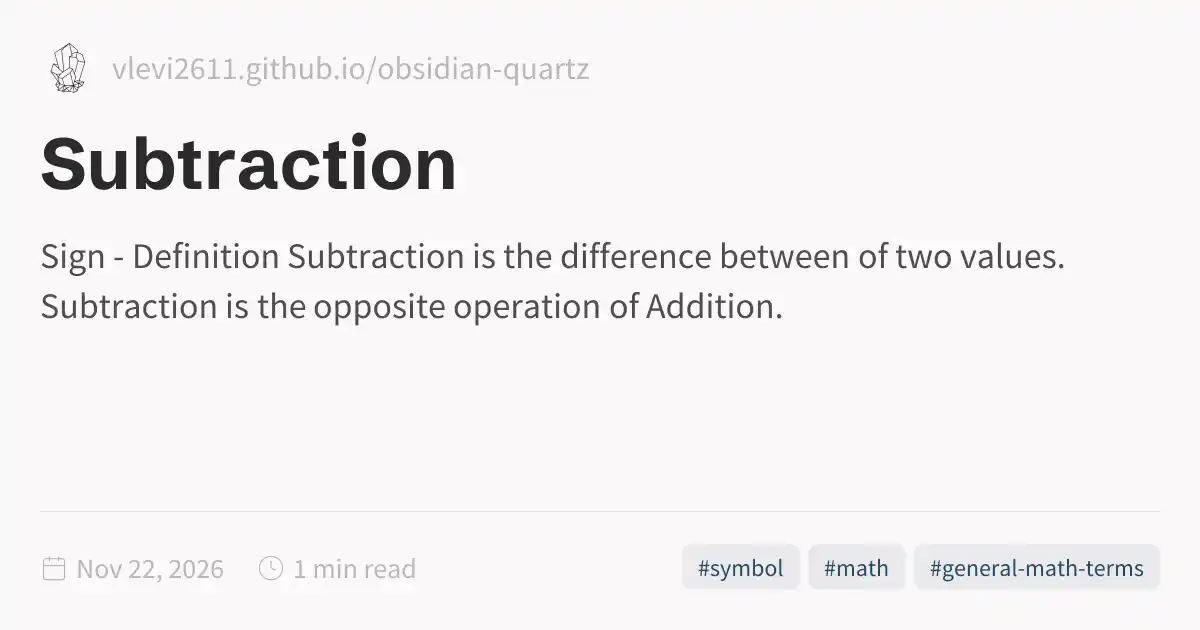 vlevi2611.github.io/obsidian-quartz
Subtraction
Sign - Definition Subtraction is the difference between of two values.
Subtraction is the opposite operation of Addition.
Nov 22, 2026 1 min read #symbol #math #general-math-terms